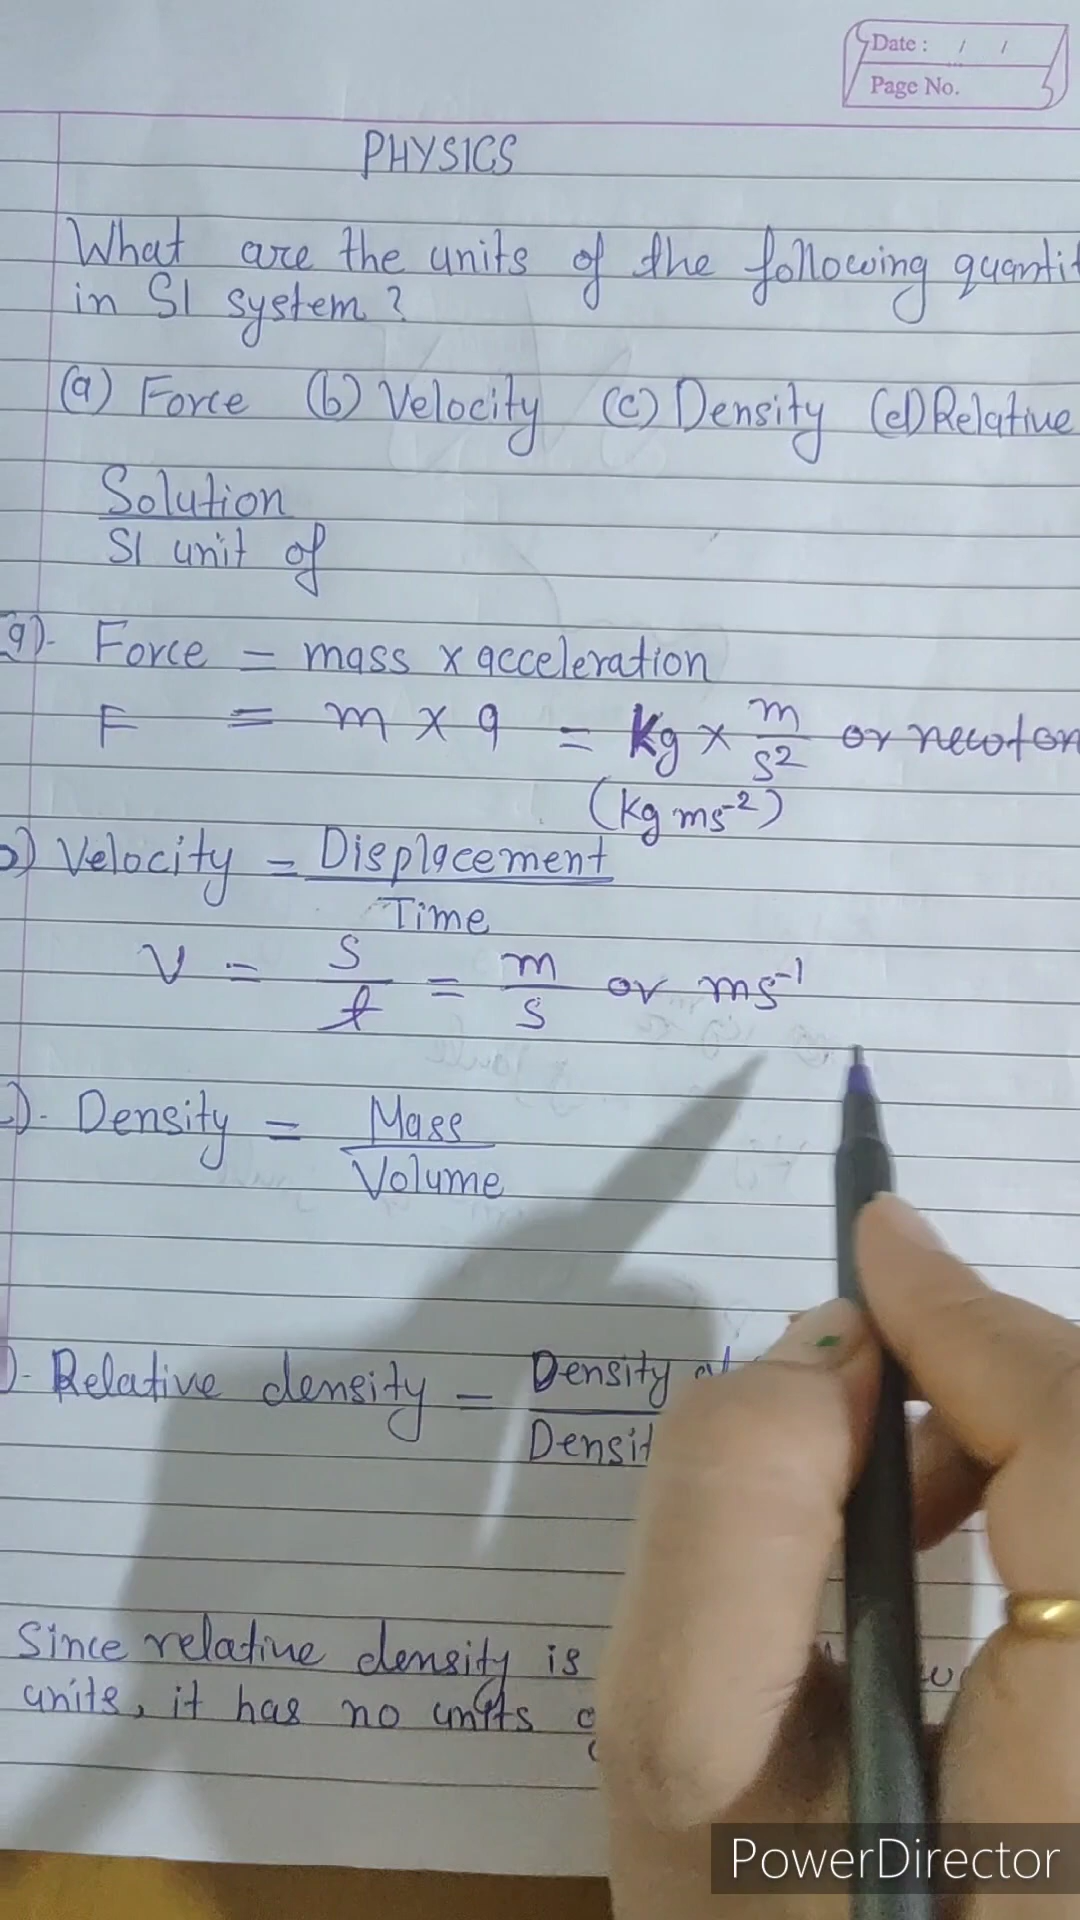 Date : / /
Page No.
PHYSICS
What are the units of the following quantit
in SI system ?
(a) Force (b) Velocity (c) Density (d) Relative
Solution
SI unit of
a)- Force = mass x acceleration
F = m x a = kg x m/s² or newton
(kg ms⁻²)
b) Velocity = Displacement
Time
v = s/t = m/s or ms⁻¹
)- Density = Mass
Volume
)- Relative density = Density
Densit
Since relative density is
units, it has no units
PowerDirector